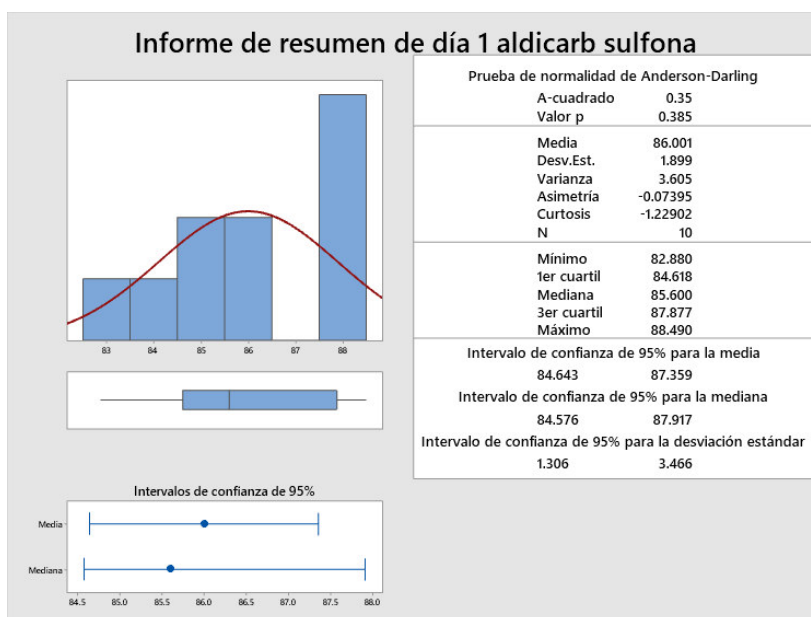 Informe de resumen de día 1 aldicarb sulfona
83 84 85 86 87 88
Prueba de normalidad de Anderson-Darling
A-cuadrado 0.35
Valor p 0.385
Media 86.001
Desv.Est. 1.899
Varianza 3.605
Asimetría -0.07395
Curtosis -1.22902
N 10
Mínimo 82.880
1er cuartil 84.618
Mediana 85.600
3er cuartil 87.877
Máximo 88.490
Intervalo de confianza de 95% para la media
84.643 87.359
Intervalo de confianza de 95% para la mediana
84.576 87.917
Intervalo de confianza de 95% para la desviación estándar
1.306 3.466
Intervalos de confianza de 95%
Media
Mediana
84.5 85.0 85.5 86.0 86.5 87.0 87.5 88.0